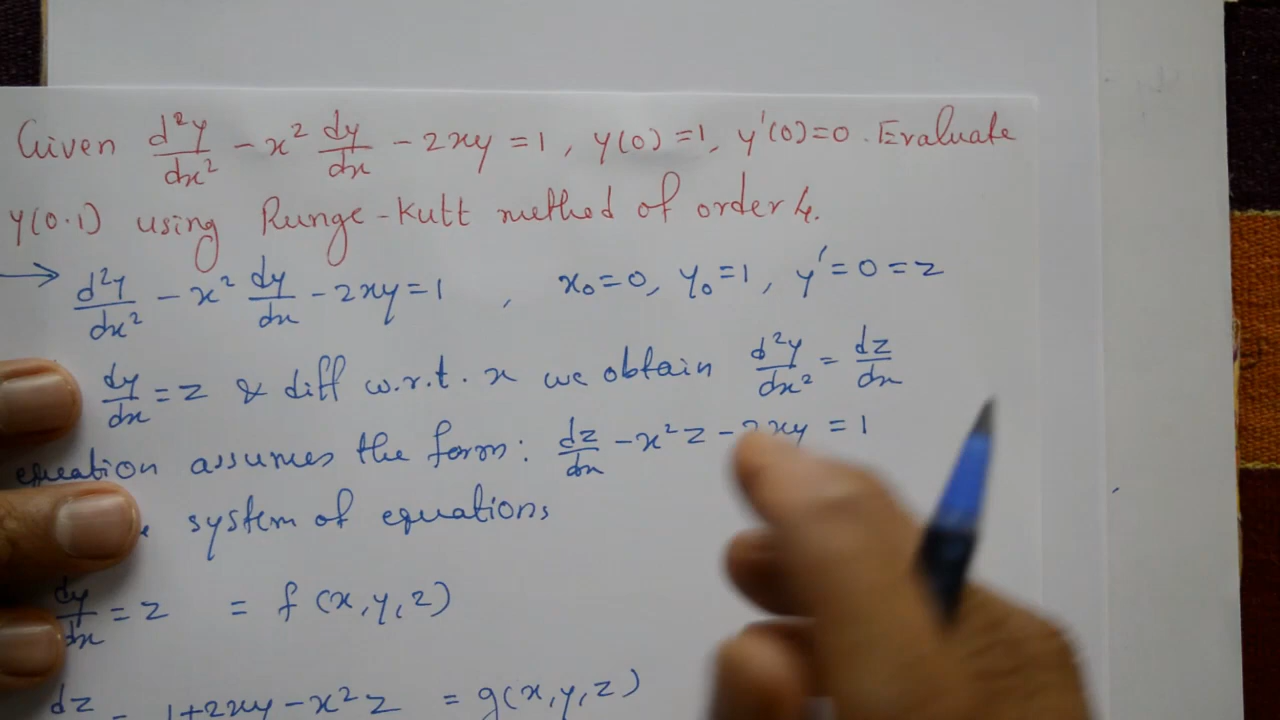 Given d²y/dx² - x² dy/dx - 2xy = 1, y(0) = 1, y'(0) = 0. Evaluate
y(0.1) using Runge-Kutt method of order 4.
→ d²y/dx² - x² dy/dx - 2xy = 1, x₀ = 0, y₀ = 1, y' = 0 = z
dy/dx = z & diff w.r.t. x we obtain d²y/dx² = dz/dx
equation assumes the form: dz/dx - x²z - 2xy = 1
system of equations
dy/dx = z = f(x, y, z)
dz 1+2xy - x²z = g(x, y, z)